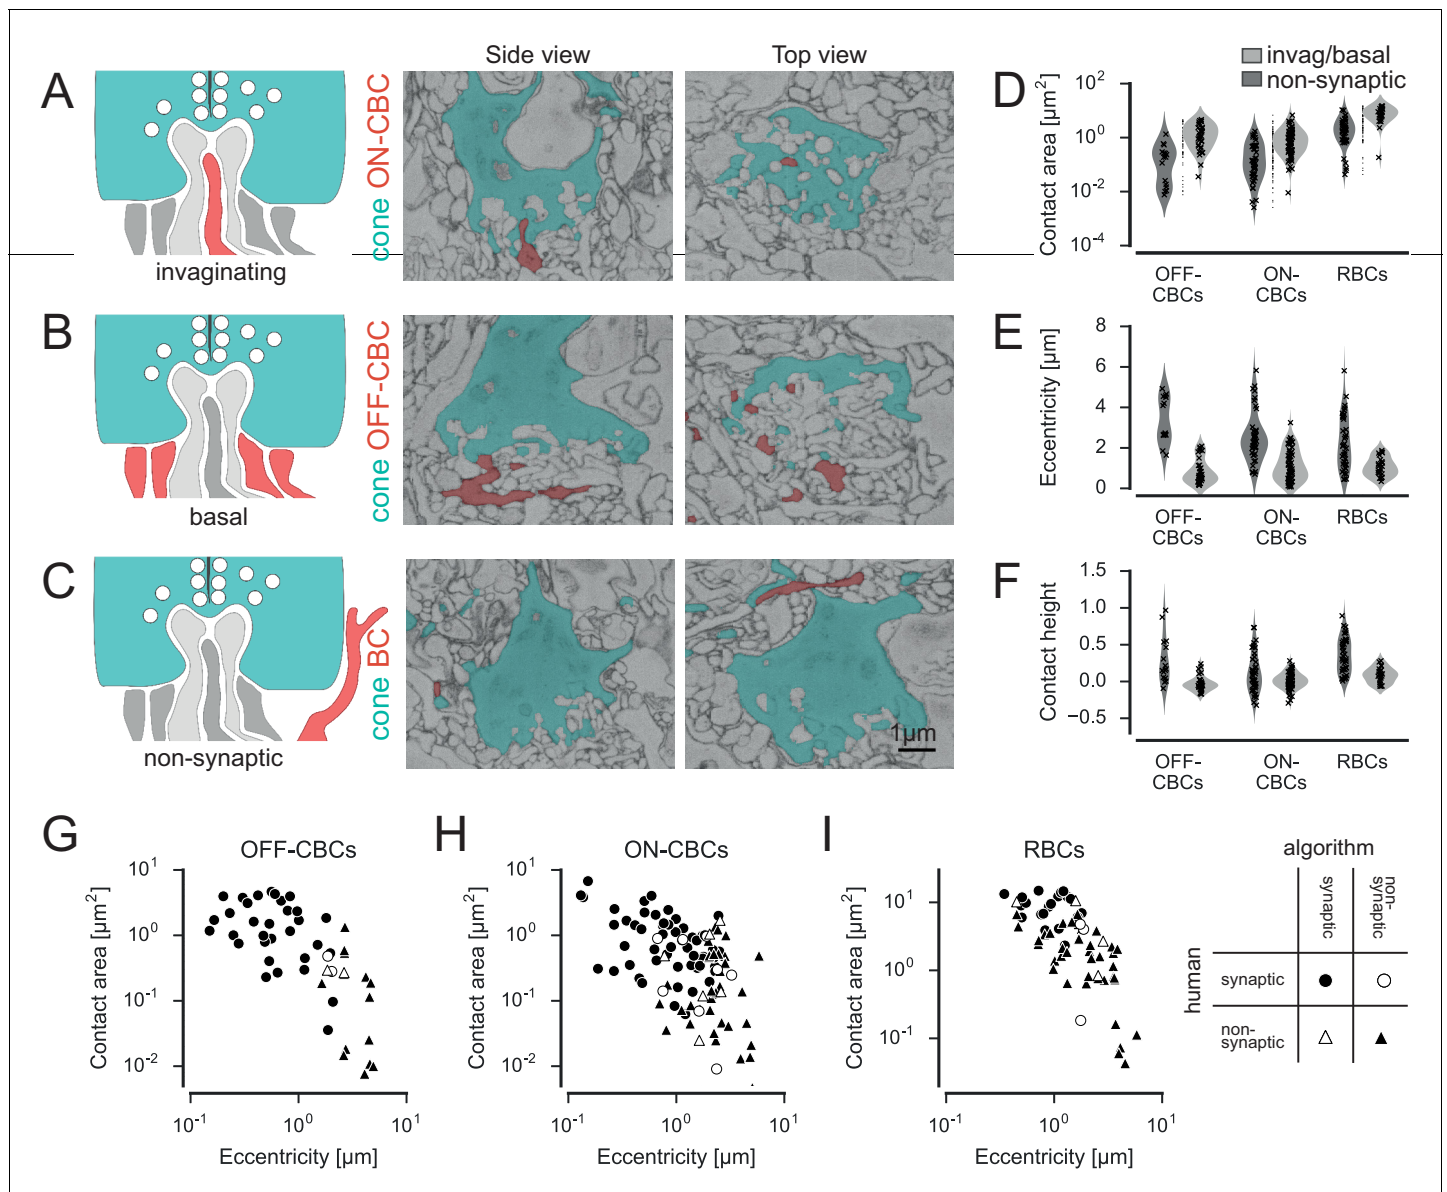 A
Side view
Top view
cone ON-CBC
invaginating
B
cone OFF-CBC
basal
C
cone BC
non-synaptic
1µm
D
invag/basal
non-synaptic
Contact area [µm²]
10²
10⁰
10⁻²
10⁻⁴
OFF-CBCs
ON-CBCs
RBCs
E
Eccentricity [µm]
8
6
4
2
0
OFF-CBCs
ON-CBCs
RBCs
F
Contact height
1.5
1.0
0.5
0.0
−0.5
OFF-CBCs
ON-CBCs
RBCs
G
OFF-CBCs
Contact area [µm²]
10¹
10⁰
10⁻¹
10⁻²
10⁻¹ 10⁰ 10¹
Eccentricity [µm]
H
ON-CBCs
Contact area [µm²]
10¹
10⁰
10⁻¹
10⁻²
10⁻¹ 10⁰ 10¹
Eccentricity [µm]
I
RBCs
Contact area [µm²]
10¹
10⁰
10⁻¹
10⁻¹ 10⁰ 10¹
Eccentricity [µm]
algorithm
synaptic
non-synaptic
human
synaptic
non-synaptic